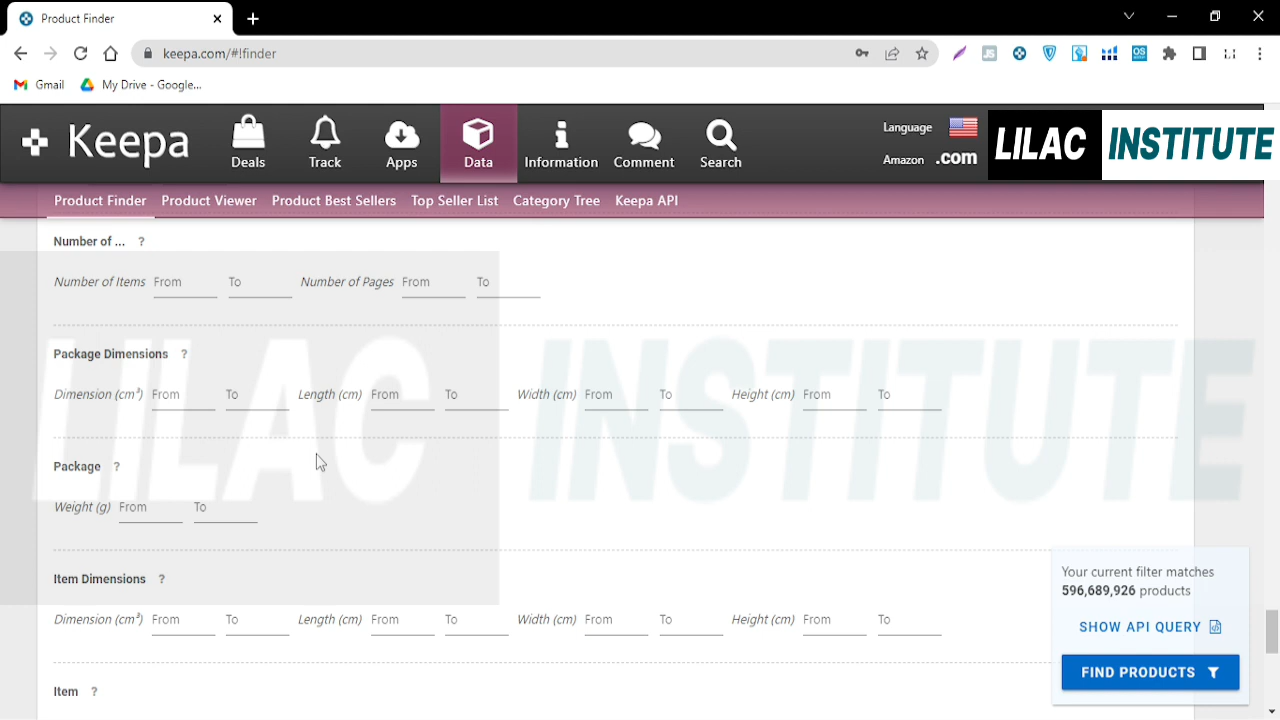 Product Finder
keepa.com/#!finder
Gmail My Drive - Google...
Keepa
Deals Track Apps Data Information Comment Search
Language
Amazon .com
LILAC INSTITUTE
Product Finder Product Viewer Product Best Sellers Top Seller List Category Tree Keepa API
Number of ... ?
Number of Items From To Number of Pages From To
Package Dimensions ?
Dimension (cm³) From To Length (cm) From To Width (cm) From To Height (cm) From To
LILAC INSTITUTE
Package ?
Weight (g) From To
Item Dimensions ?
Dimension (cm³) From To Length (cm) From To Width (cm) From To Height (cm) From To
Item ?
Your current filter matches
596,689,926 products
SHOW API QUERY
FIND PRODUCTS